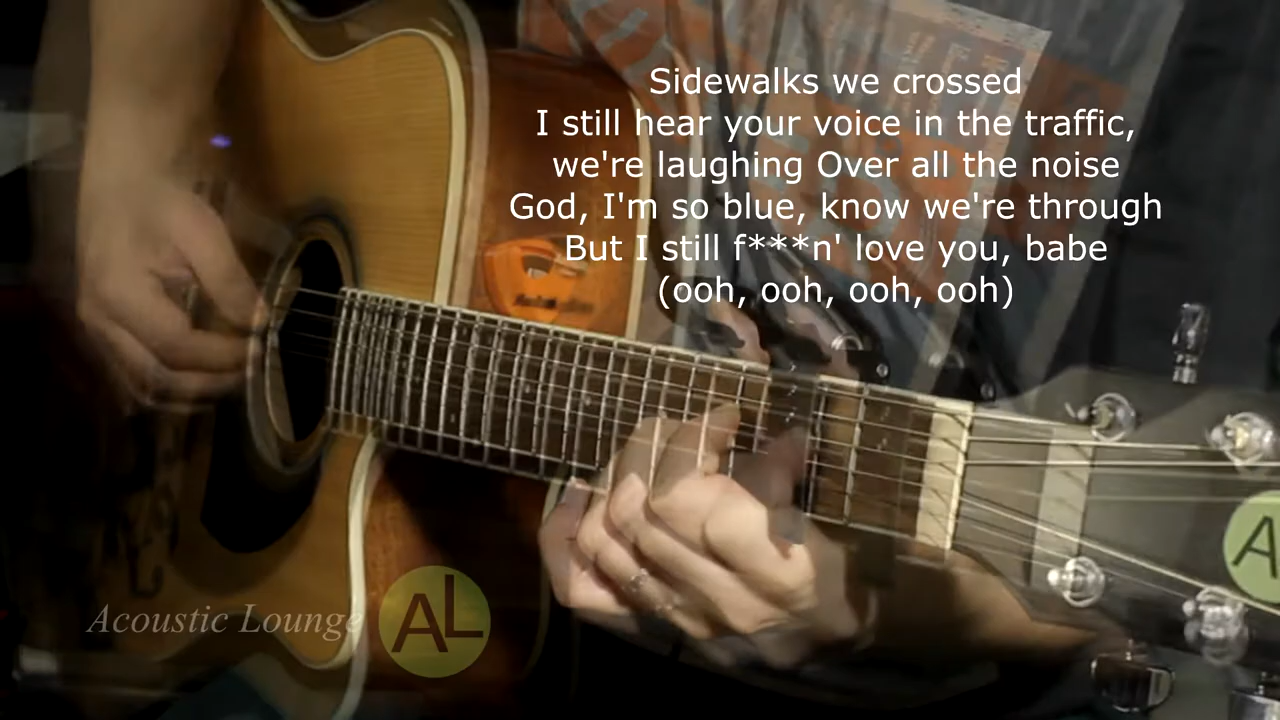 Sidewalks we crossed
I still hear your voice in the traffic,
we're laughing Over all the noise
God, I'm so blue, know we're through
But I still f***n' love you, babe
(ooh, ooh, ooh, ooh)
Acoustic Lounge AL
A